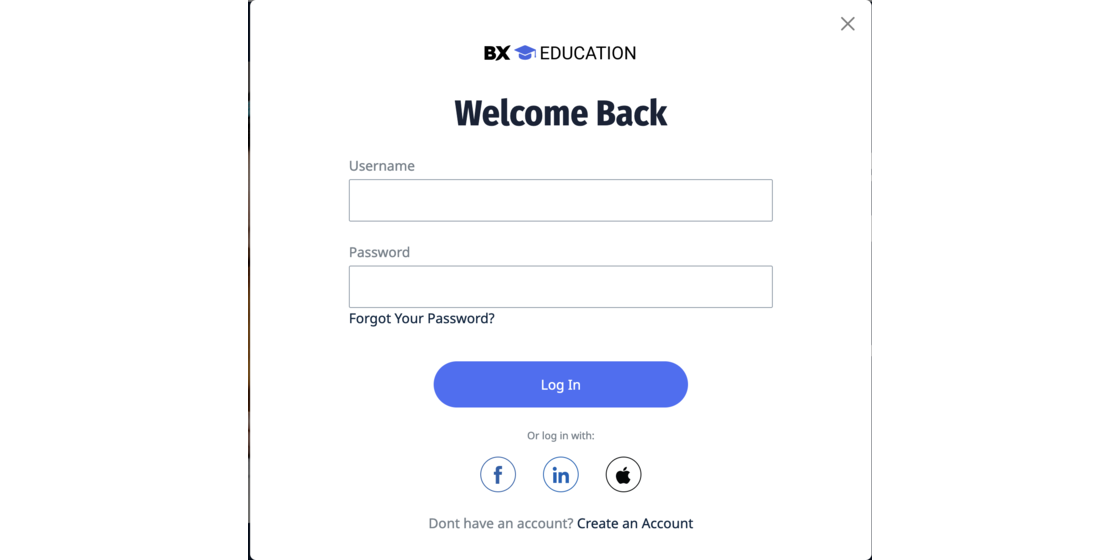 BX EDUCATION
Welcome Back
Username
Password
Forgot Your Password?
Log In
Or log in with:
f in
Dont have an account? Create an Account